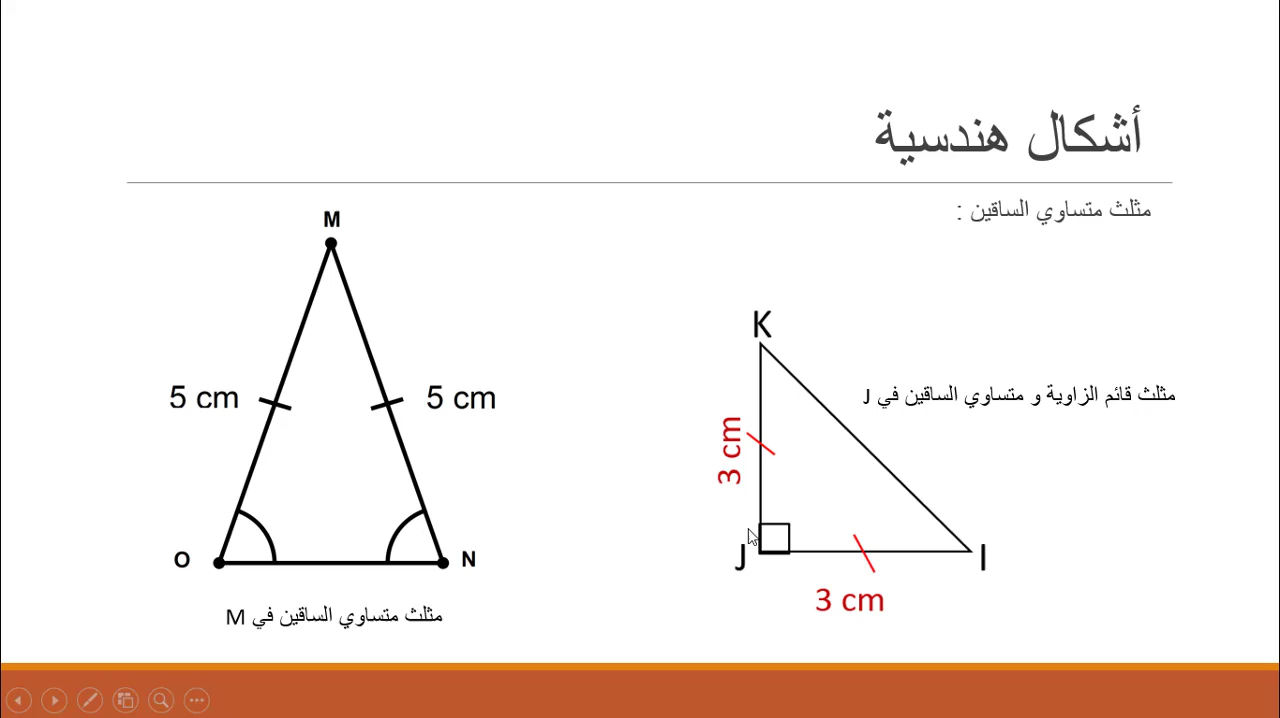 أشكال هندسية
مثلث متساوي الساقين :
M
5 cm
5 cm
O
N
مثلث متساوي الساقين في M
K
مثلث قائم الزاوية و متساوي الساقين في J
3 cm
J
I
3 cm